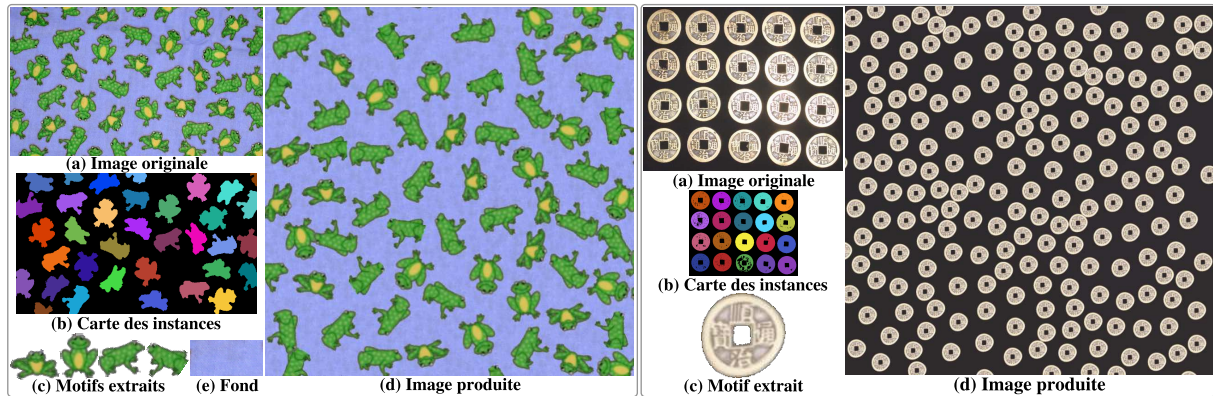 (a) Image originale
(b) Carte des instances
(c) Motifs extraits
(e) Fond
(d) Image produite
(a) Image originale
(b) Carte des instances
(c) Motif extrait
(d) Image produite